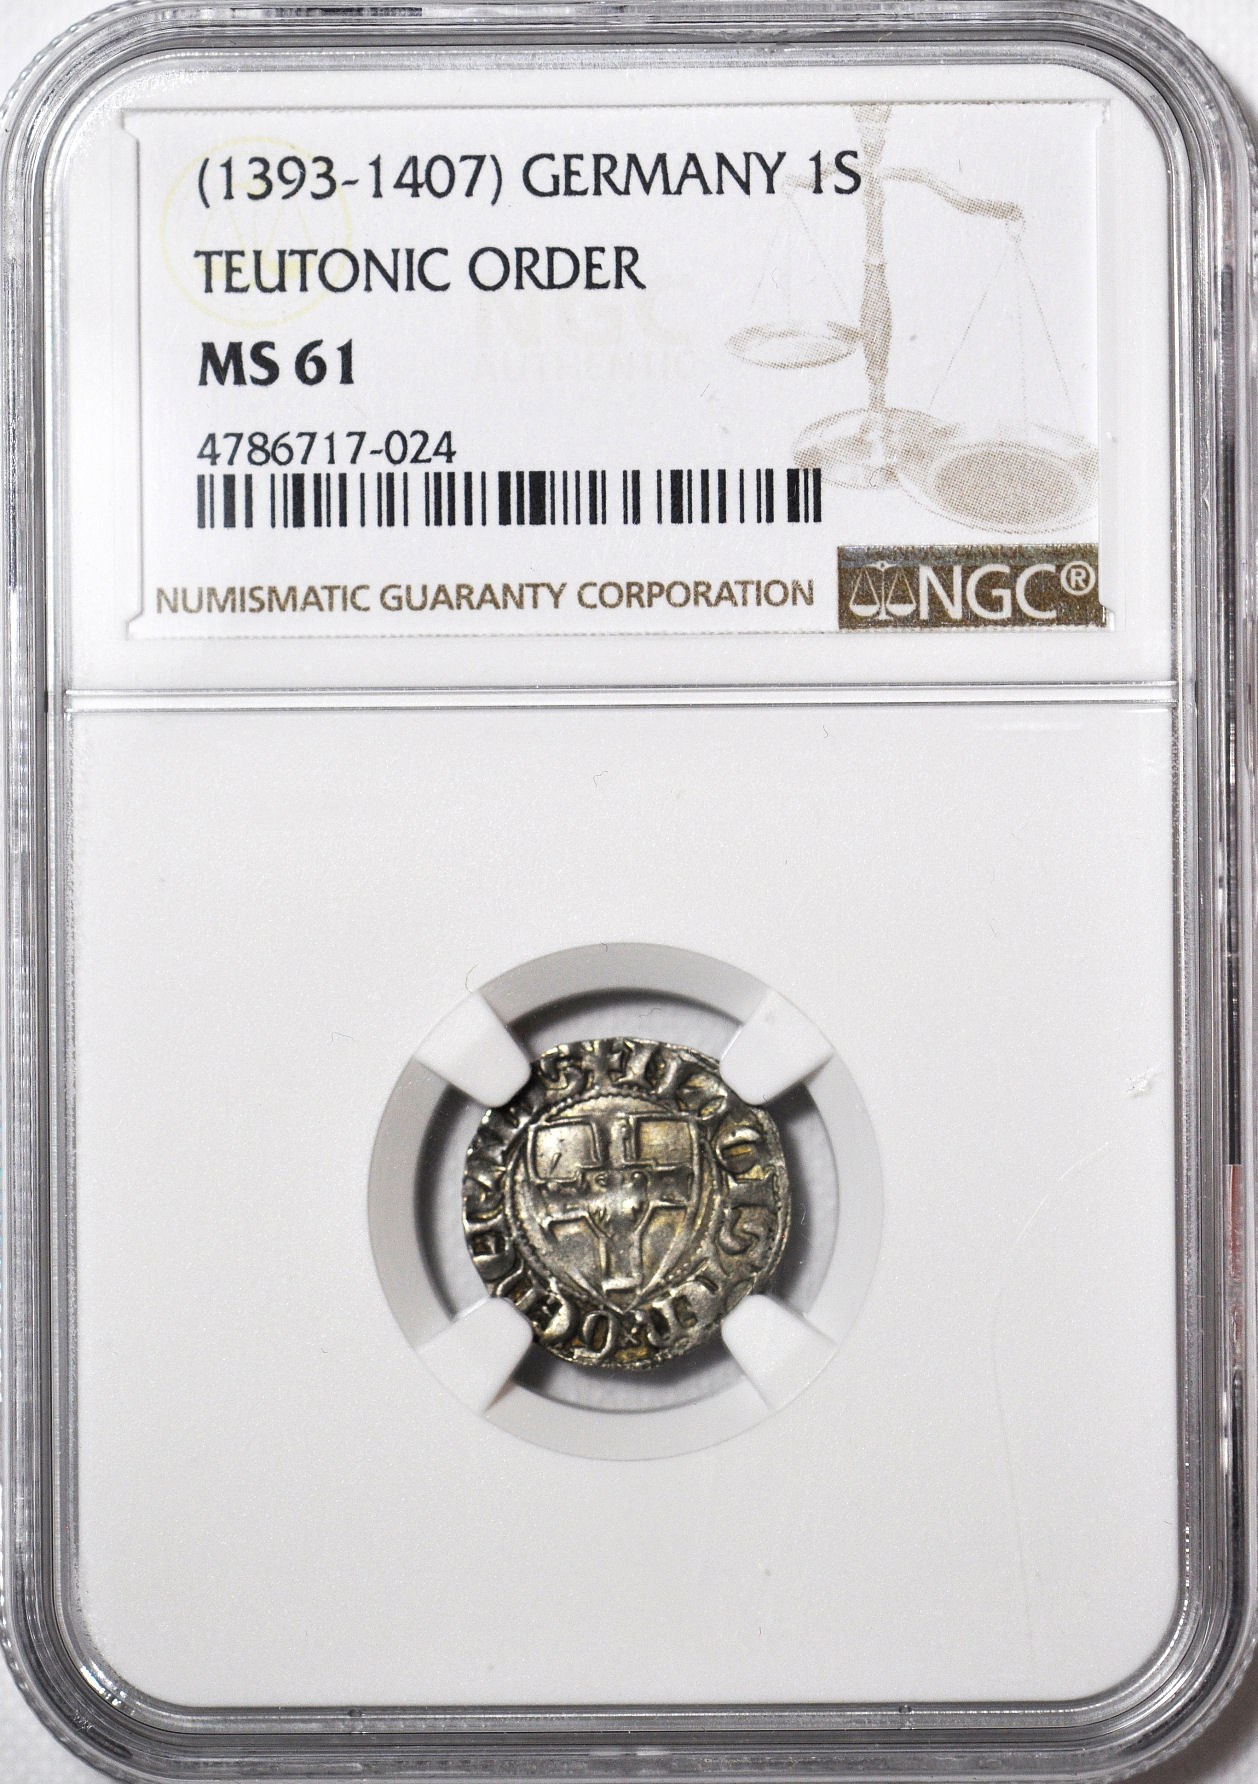 (1393-1407) GERMANY 1S
TEUTONIC ORDER
MS 61
4786717-024
NUMISMATIC GUARANTY CORPORATION
NGC®